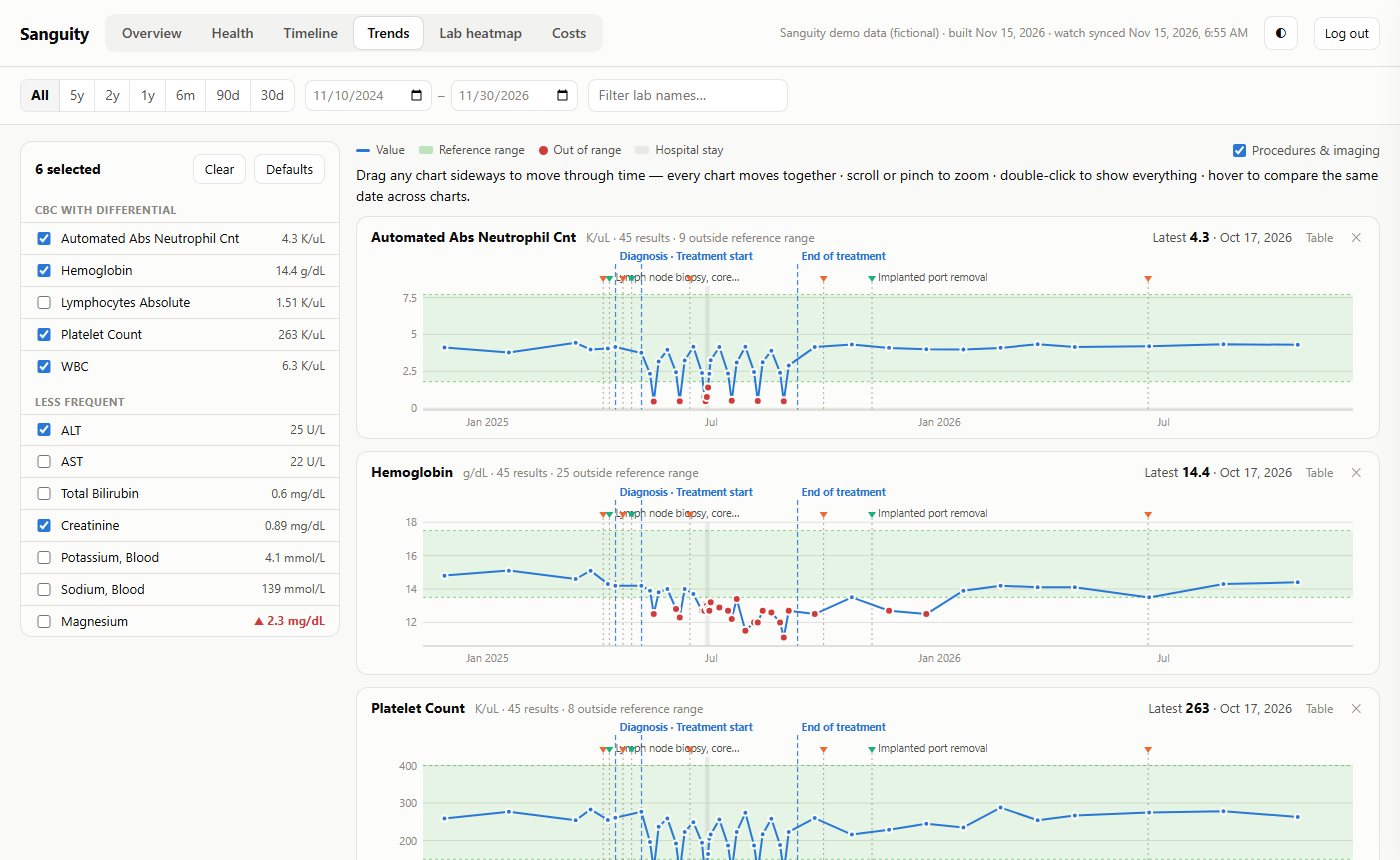 Sanguity
Overview Health Timeline Trends Lab heatmap Costs
Sanguity demo data (fictional) · built Nov 15, 2026 · watch synced Nov 15, 2026, 6:55 AM
Log out
All 5y 2y 1y 6m 90d 30d
11/10/2024 – 11/30/2026
Filter lab names...
6 selected Clear Defaults
CBC WITH DIFFERENTIAL
Automated Abs Neutrophil Cnt 4.3 K/uL
Hemoglobin 14.4 g/dL
Lymphocytes Absolute 1.51 K/uL
Platelet Count 263 K/uL
WBC 6.3 K/uL
LESS FREQUENT
ALT 25 U/L
AST 22 U/L
Total Bilirubin 0.6 mg/dL
Creatinine 0.89 mg/dL
Potassium, Blood 4.1 mmol/L
Sodium, Blood 139 mmol/L
Magnesium ▲ 2.3 mg/dL
Value Reference range Out of range Hospital stay
Procedures & imaging
Drag any chart sideways to move through time — every chart moves together · scroll or pinch to zoom · double-click to show everything · hover to compare the same
date across charts.
Automated Abs Neutrophil Cnt K/uL · 45 results · 9 outside reference range
Latest 4.3 · Oct 17, 2026 Table ×
Diagnosis · Treatment start End of treatment
Lymph node biopsy, core... Implanted port removal
7.5
5
2.5
0
Jan 2025 Jul Jan 2026 Jul
Hemoglobin g/dL · 45 results · 25 outside reference range
Latest 14.4 · Oct 17, 2026 Table ×
Diagnosis · Treatment start End of treatment
Lymph node biopsy, core... Implanted port removal
18
16
14
12
Jan 2025 Jul Jan 2026 Jul
Platelet Count K/uL · 45 results · 8 outside reference range
Latest 263 · Oct 17, 2026 Table ×
Diagnosis · Treatment start End of treatment
Lymph node biopsy, core... Implanted port removal
400
300
200